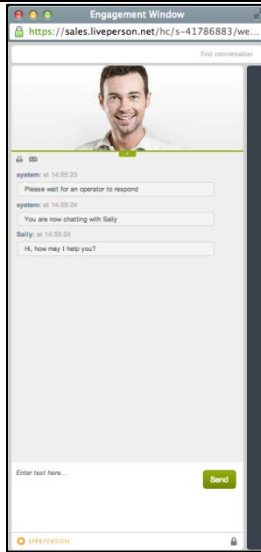 Engagement Window
https://sales.liveperson.net/hc/s-41786883/we...
End conversation
system: at 14:55:23
Please wait for an operator to respond
system: at 14:55:24
You are now chatting with Sally
Sally: at 14:55:24
Hi, how may I help you?
Enter text here...
Send
LIVEPERSON